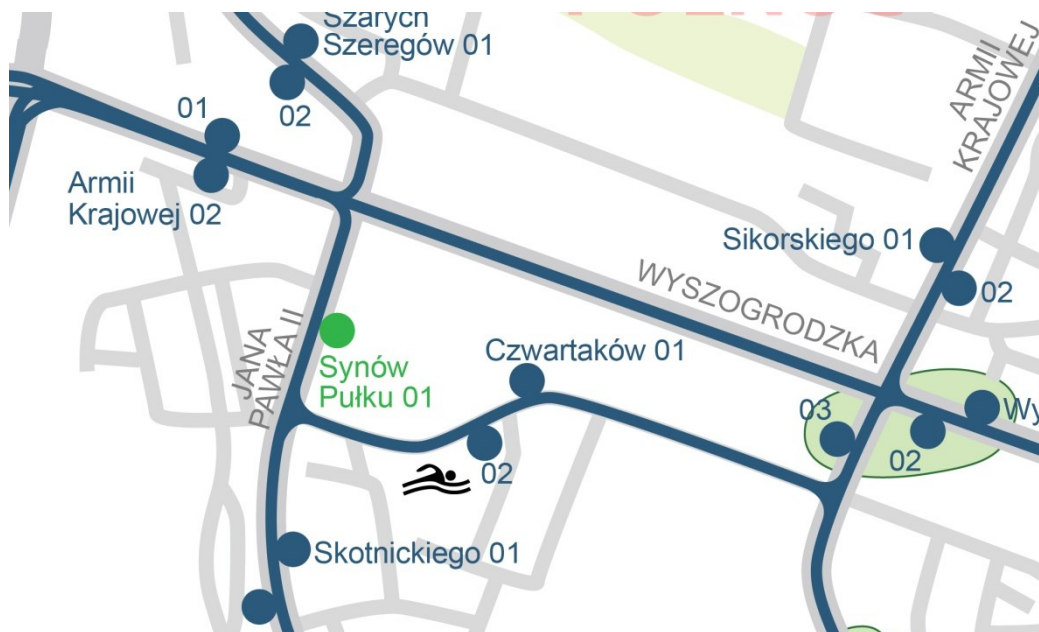 Szarych
Szeregów 01
02
01
Armii
Krajowej 02
ARMII
KRAJOWEJ
Sikorskiego 01
02
WYSZOGRODZKA
JANA
PAWŁA II
Synów
Pułku 01
Czwartaków 01
02
03
02
Wy
Skotnickiego 01